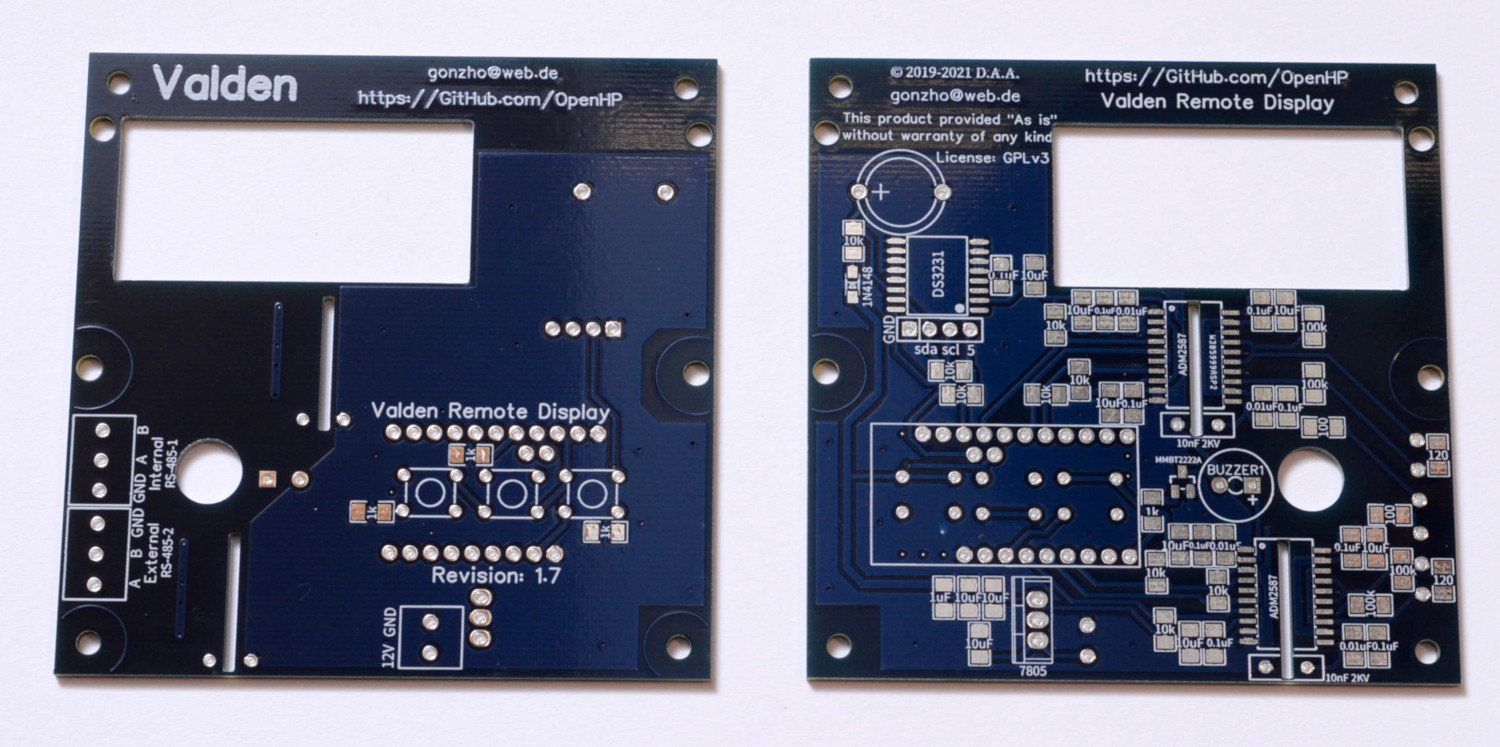 Valden
gonzho@web.de
https://GitHub.com/OpenHP
Valden Remote Display
1k
1k
1k
B
A
GND
Internal
RS-485-1
GND
B
A
External
RS-485-2
Revision: 1.7
12V GND
© 2019-2021 D.A.A.
gonzho@web.de
https://GitHub.com/OpenHP
Valden Remote Display
This product provided "As is"
without warranty of any kind
License: GPLv3
+
10k
1N4148
DS3231
0.1uF
10uF
GND
sda scl 5
10k
10k
10uF
0.1uF
0.01uF
10k
10k
10k
10uF
0.1uF
ADM2587
0.1uF
10uF
100k
100k
0.01uF
0.1uF
100
10nF 2KV
MMBT2222A
BUZZER1
+
1k
120
100
10uF
0.1uF
0.01uF
10k
10k
0.1uF
10uF
100k
120
ADM2587
100k
1uF
10uF
10uF
10uF
7805
10k
10uF
0.1uF
0.01uF
0.1uF
10nF 2KV